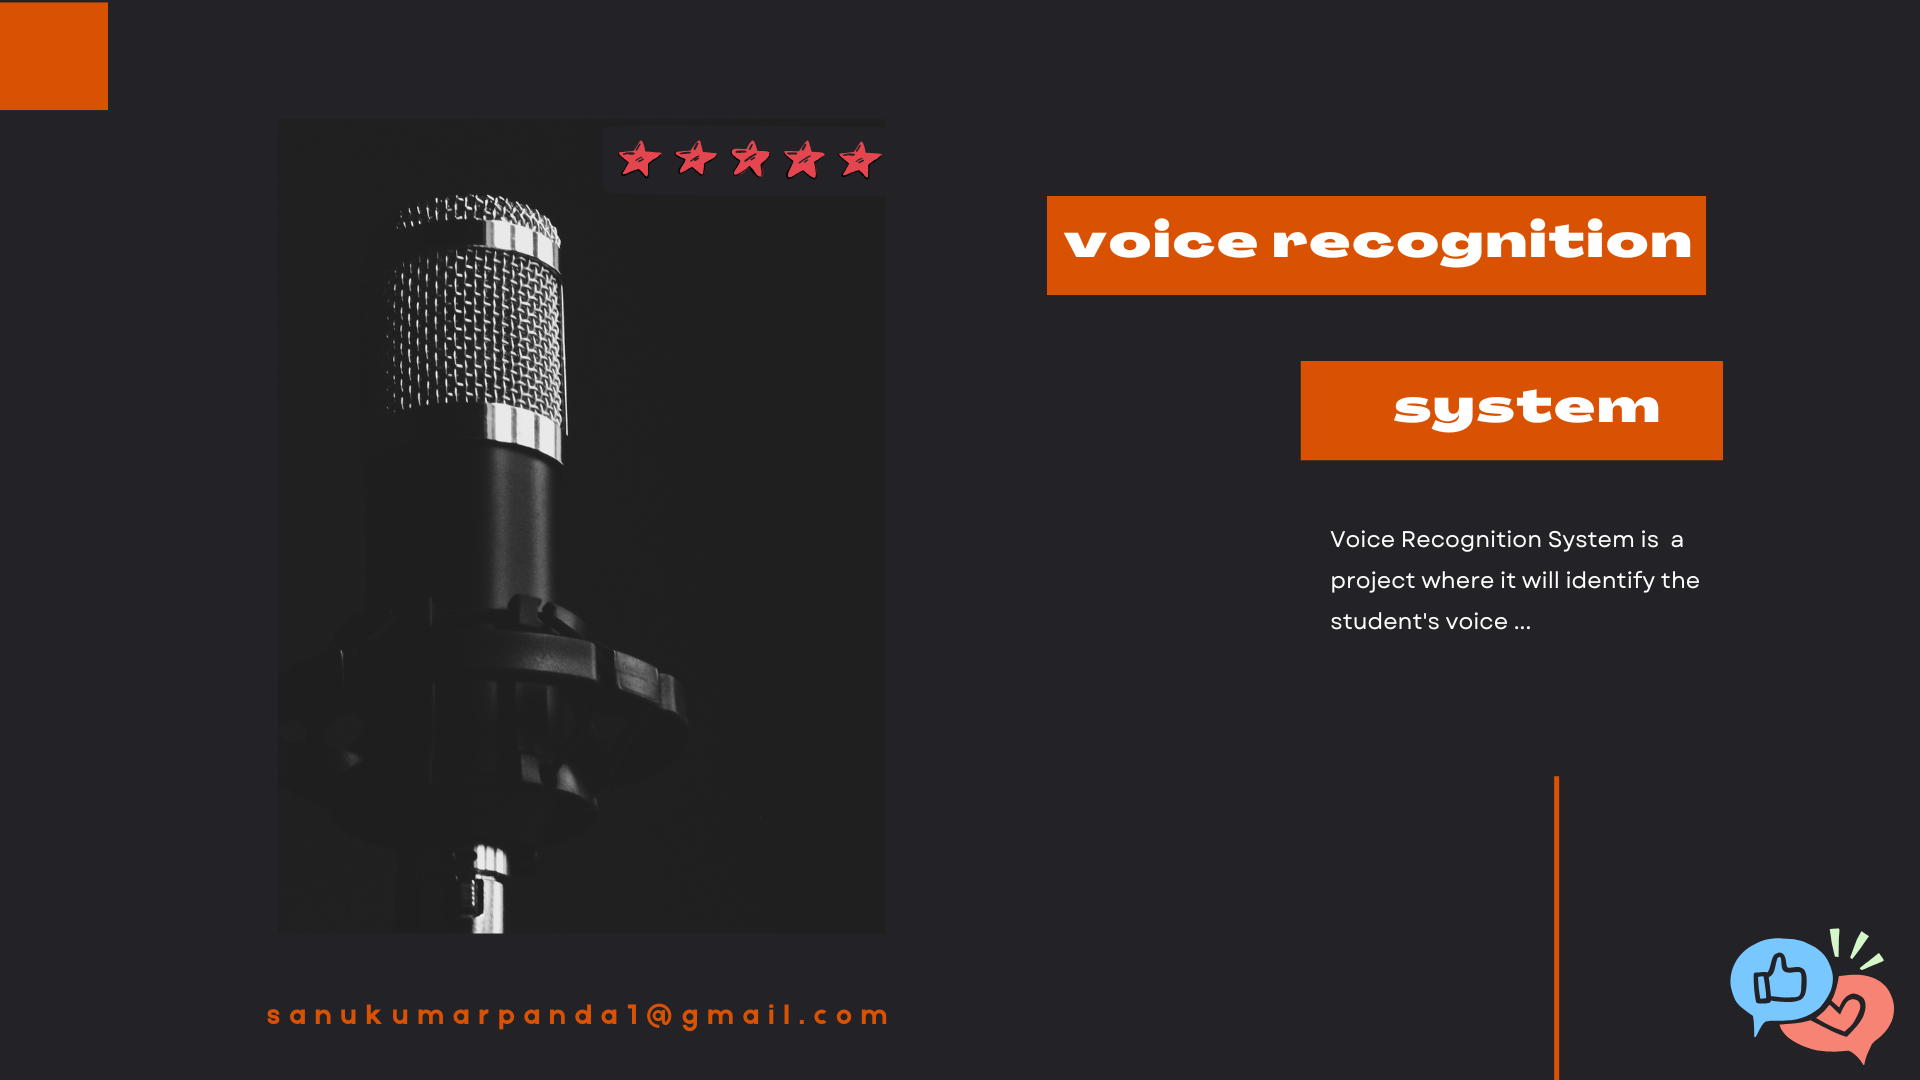 voice recognition
system
Voice Recognition System is a
project where it will identify the
student's voice ...
sanukumarpanda1@gmail.com